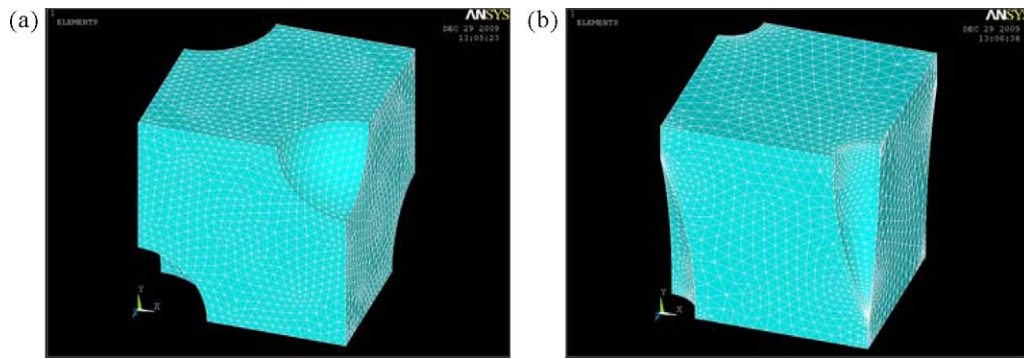 (a)
1
ELEMENTS
ANSYS
DEC 29 2009
13:05:23
Y
X
(b)
1
ELEMENTS
ANSYS
DEC 29 2009
13:06:38
Y
X